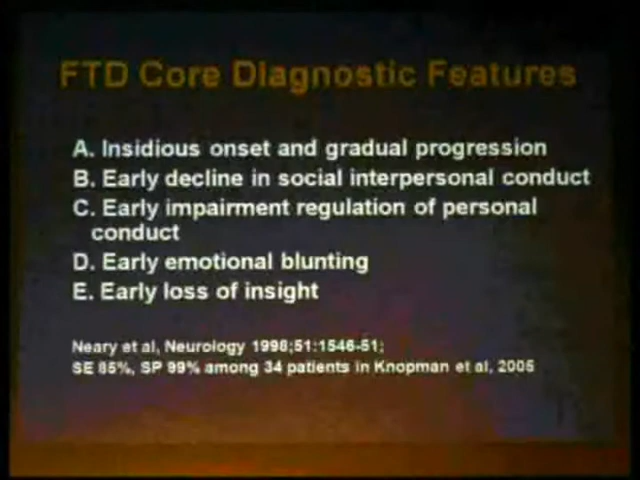 FTD Core Diagnostic Features
A. Insidious onset and gradual progression
B. Early decline in social interpersonal conduct
C. Early impairment regulation of personal
conduct
D. Early emotional blunting
E. Early loss of insight
Neary et al, Neurology 1998;51:1546-51;
SE 85%, SP 99% among 34 patients in Knopman et al, 2005